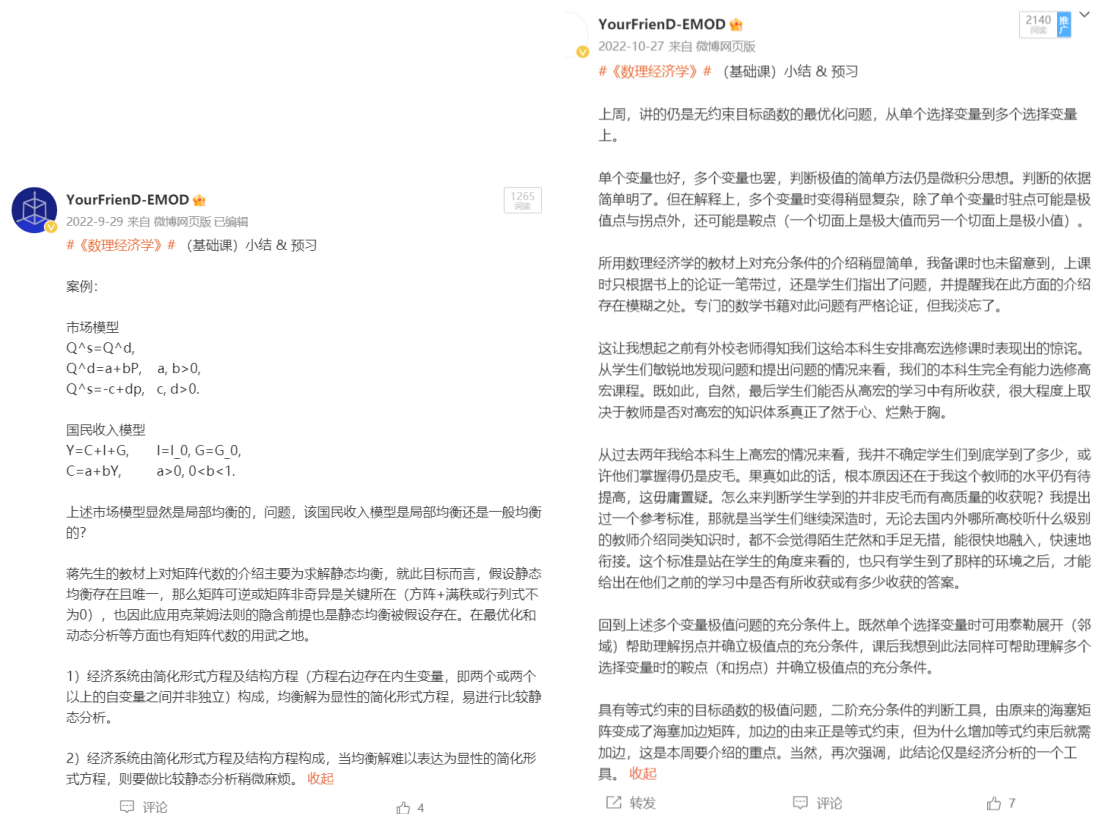 YourFrienD-EMOD
1265
阅读
2022-9-29 来自 微博网页版 已编辑
#《数理经济学》# （基础课）小结 & 预习
案例：
市场模型
Q^s=Q^d,
Q^d=a+bP, a, b>0,
Q^s=-c+dp, c, d>0.
国民收入模型
Y=C+I+G, I=I_0, G=G_0,
C=a+bY, a>0, 0<b<1.
上述市场模型显然是局部均衡的，问题，该国民收入模型是局部均衡还是一般均衡
的？
蒋先生的教材上对矩阵代数的介绍主要为求解静态均衡，就此目标而言，假设静态
均衡存在且唯一，那么矩阵可逆或矩阵非奇异是关键所在（方阵+满秩或行列式不
为0），也因此应用克莱姆法则的隐含前提也是静态均衡被假设存在。在最优化和
动态分析等方面也有矩阵代数的用武之地。
1）经济系统由简化形式方程及结构方程（方程右边存在内生变量，即两个或两个
以上的自变量之间并非独立）构成，均衡解为显性的简化形式方程，易进行比较静
态分析。
2）经济系统由简化形式方程及结构方程构成，当均衡解难以表达为显性的简化形
式方程，则要做比较静态分析稍微麻烦。 收起
评论
4
YourFrienD-EMOD
2140
阅读
推广
2022-10-27 来自 微博网页版
#《数理经济学》# （基础课）小结 & 预习
上周，讲的仍是无约束目标函数的最优化问题，从单个选择变量到多个选择变量
上。
单个变量也好，多个变量也罢，判断极值的简单方法仍是微积分思想。判断的依据
简单明了。但在解释上，多个变量时变得稍显复杂，除了单个变量时驻点可能是极
值点与拐点外，还可能是鞍点（一个切面上是极大值而另一个切面上是极小值）。
所用数理经济学的教材上对充分条件的介绍稍显简单，我备课时也未留意到，上课
时只根据书上的论证一笔带过，还是学生们指出了问题，并提醒我在此方面的介绍
存在模糊之处。专门的数学书籍对此问题有严格论证，但我淡忘了。
这让我想起之前有外校老师得知我们这给本科生安排高宏选修课时表现出的惊诧。
从学生们敏锐地发现问题和提出问题的情况来看，我们的本科生完全有能力选修高
宏课程。既如此，自然，最后学生们能否从高宏的学习中有所收获，很大程度上取
决于教师是否对高宏的知识体系真正了然于心、烂熟于胸。
从过去两年我给本科生上高宏的情况来看，我并不确定学生们到底学到了多少，或
许他们掌握得仍是皮毛。果真如此的话，根本原因还在于我这个教师的水平仍有待
提高，这毋庸置疑。怎么来判断学生学到的并非皮毛而有高质量的收获呢？我提出
过一个参考标准，那就是当学生们继续深造时，无论去国内外哪所高校听什么级别
的教师介绍同类知识时，都不会觉得陌生茫然和手足无措，能很快地融入，快速地
衔接。这个标准是站在学生的角度来看的，也只有学生到了那样的环境之后，才能
给出在他们之前的学习中是否有所收获或有多少收获的答案。
回到上述多个变量极值问题的充分条件上。既然单个选择变量时可用泰勒展开（邻
域）帮助理解拐点并确立极值点的充分条件，课后我想到此法同样可帮助理解多个
选择变量时的鞍点（和拐点）并确立极值点的充分条件。
具有等式约束的目标函数的极值问题，二阶充分条件的判断工具，由原来的海塞矩
阵变成了海塞加边矩阵，加边的由来正是等式约束，但为什么增加等式约束后就需
加边，这是本周要介绍的重点。当然，再次强调，此结论仅是经济分析的一个工
具。 收起
转发
评论
7